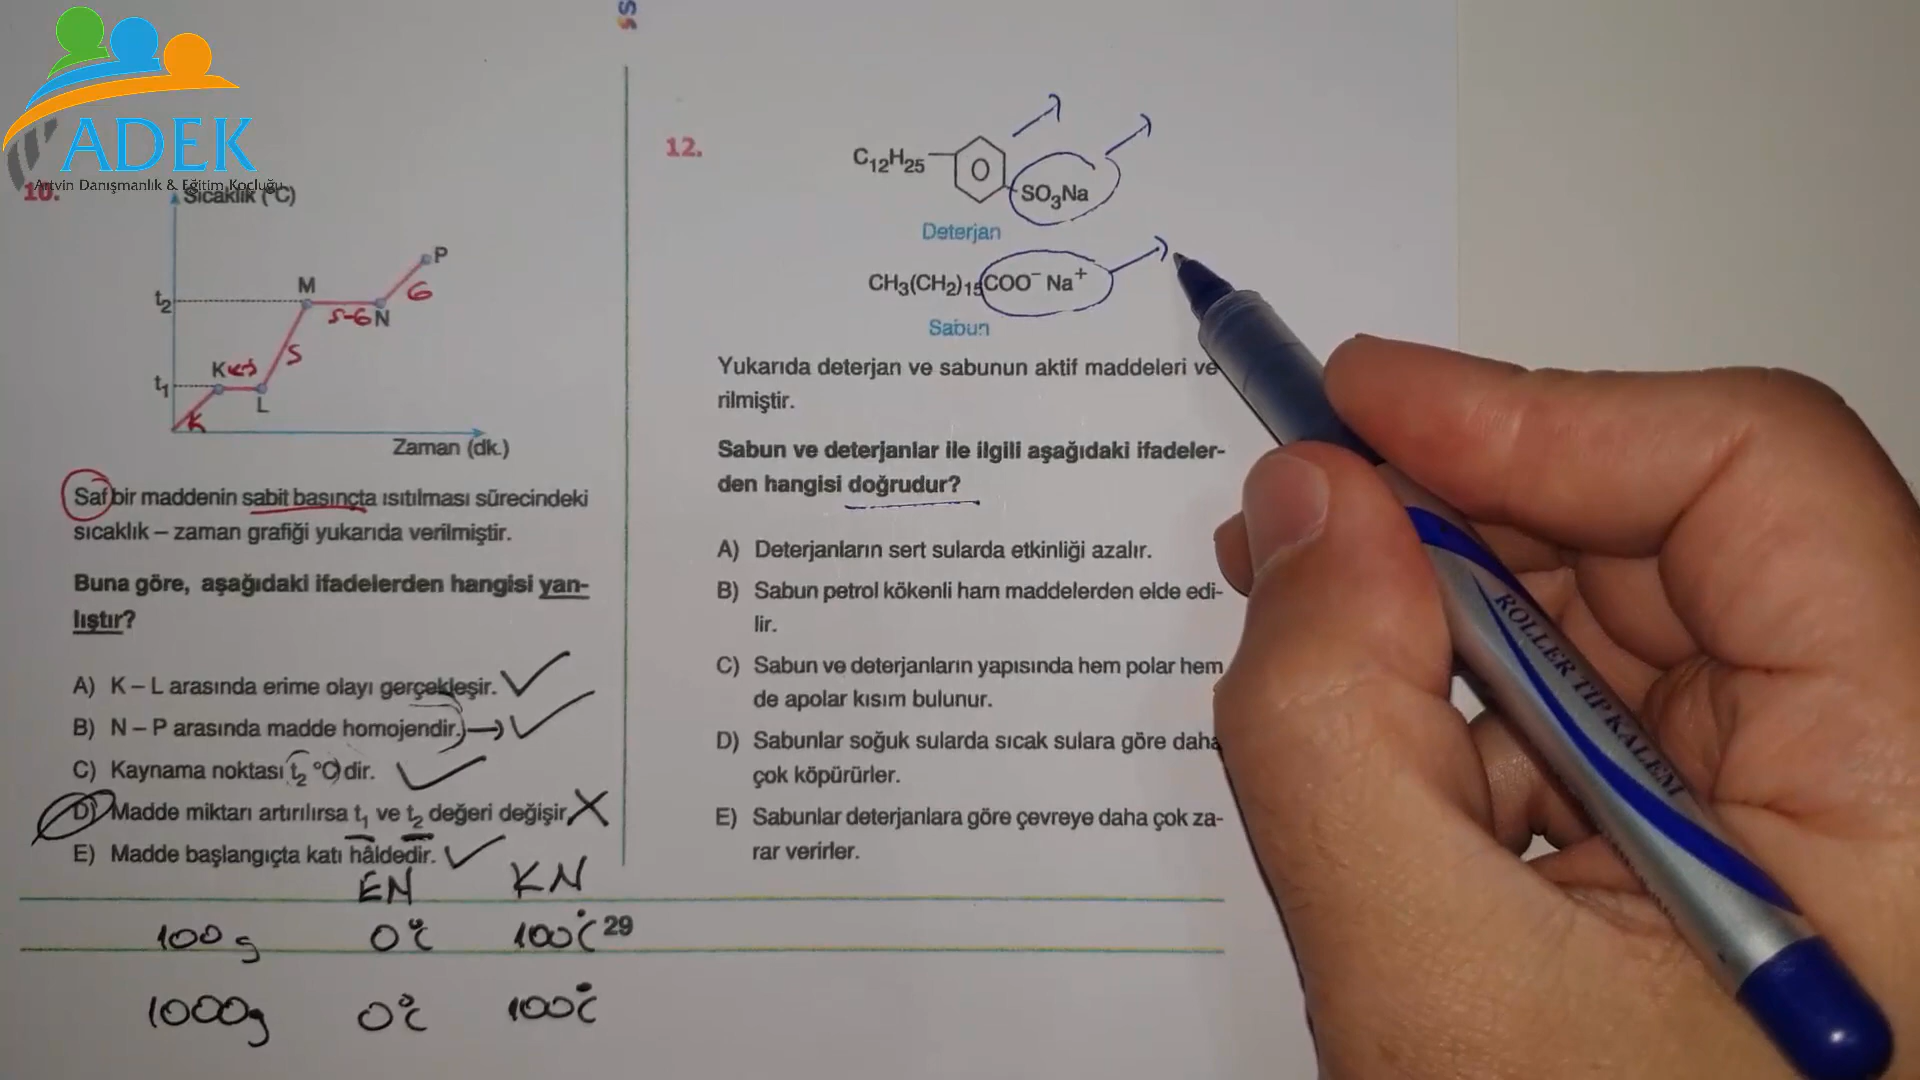 ADEK
Artvin Danışmanlık & Eğitim Koçluğu
10.
Sıcaklık (°C)
P
G
M
t2
S-G N
S
K K-S
t1
L
K
Zaman (dk.)
Saf bir maddenin sabit basınçta ısıtılması sürecindeki
sıcaklık – zaman grafiği yukarıda verilmiştir.
Buna göre, aşağıdaki ifadelerden hangisi yan-
lıştır?
A) K – L arasında erime olayı gerçekleşir.
B) N – P arasında madde homojendir.
C) Kaynama noktası t2 °C dir.
D) Madde miktarı artırılırsa t1 ve t2 değeri değişir
E) Madde başlangıçta katı hâldedir.
EN KN
100 g 0°C 100°C
29
1000g 0°C 100°C
12.
C12H25
SO3Na
Deterjan
CH3(CH2)15COO– Na+
Sabun
Yukarıda deterjan ve sabunun aktif maddeleri ve
rilmiştir.
Sabun ve deterjanlar ile ilgili aşağıdaki ifadeler-
den hangisi doğrudur?
A) Deterjanların sert sularda etkinliği azalır.
B) Sabun petrol kökenli ham maddelerden elde edi-
lir.
C) Sabun ve deterjanların yapısında hem polar hem
de apolar kısım bulunur.
D) Sabunlar soğuk sularda sıcak sulara göre daha
çok köpürürler.
E) Sabunlar deterjanlara göre çevreye daha çok za-
rar verirler.
ROLLER TIP KALEM